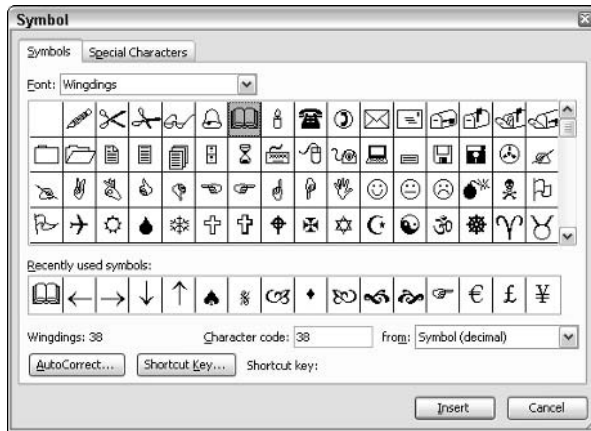 Symbol
Symbols Special Characters
Font: Wingdings
Recently used symbols:
€ £ ¥
Wingdings: 38 Character code: 38 from: Symbol (decimal)
AutoCorrect... Shortcut Key... Shortcut key:
Insert Cancel